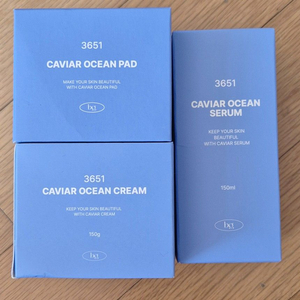 3651
CAVIAR OCEAN PAD
MAKE YOUR SKIN BEAUTIFUL
WITH CAVIAR OCEAN PAD
3651
CAVIAR OCEAN CREAM
KEEP YOUR SKIN BEAUTIFUL
WITH CAVIAR CREAM
150g
3651
CAVIAR OCEAN
SERUM
KEEP YOUR SKIN
BEAUTIFUL
WITH CAVIAR SERUM
150ml